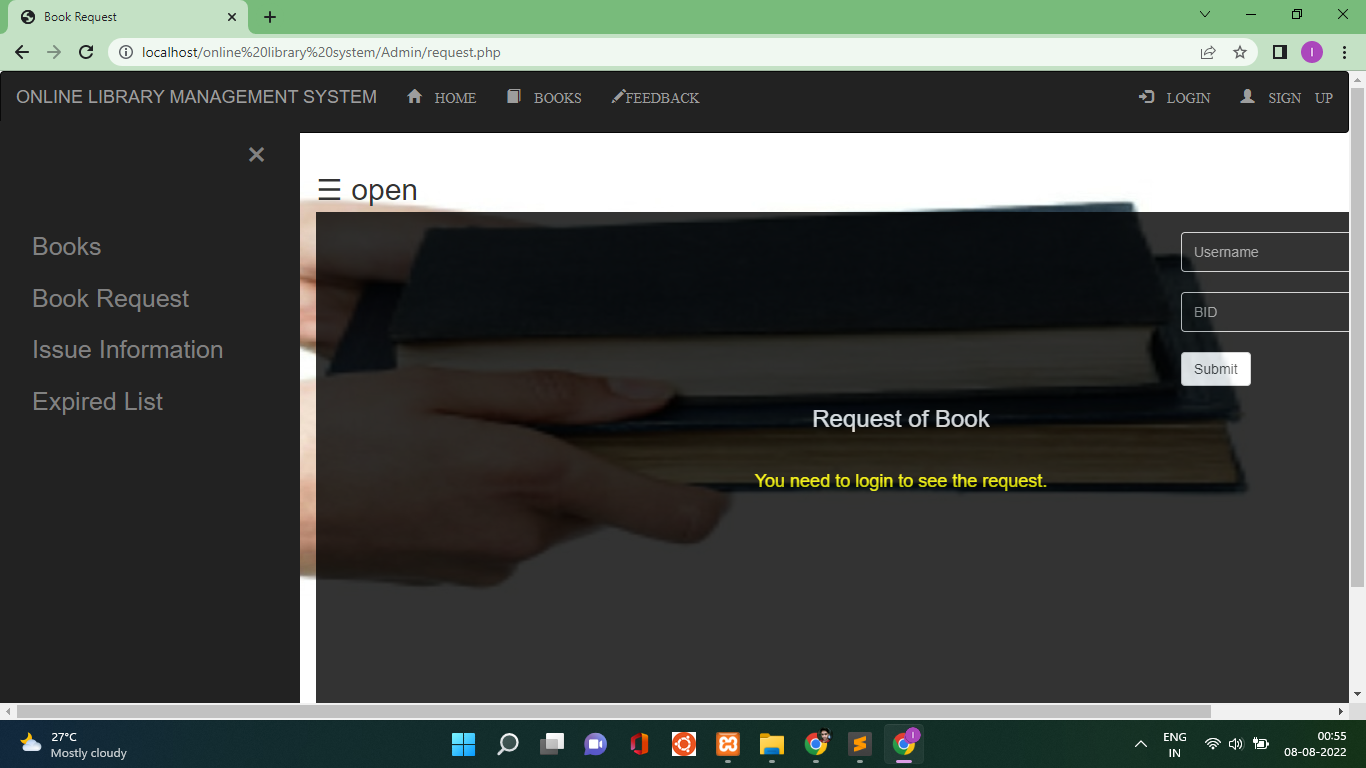 Book Request
localhost/online%20library%20system/Admin/request.php
I
ONLINE LIBRARY MANAGEMENT SYSTEM HOME BOOKS FEEDBACK LOGIN SIGN UP
×
☰ open
Books
Book Request
Issue Information
Expired List
Username
BID
Submit
Request of Book
You need to login to see the request.
27°C
Mostly cloudy
I
ENG
IN
00:55
08-08-2022